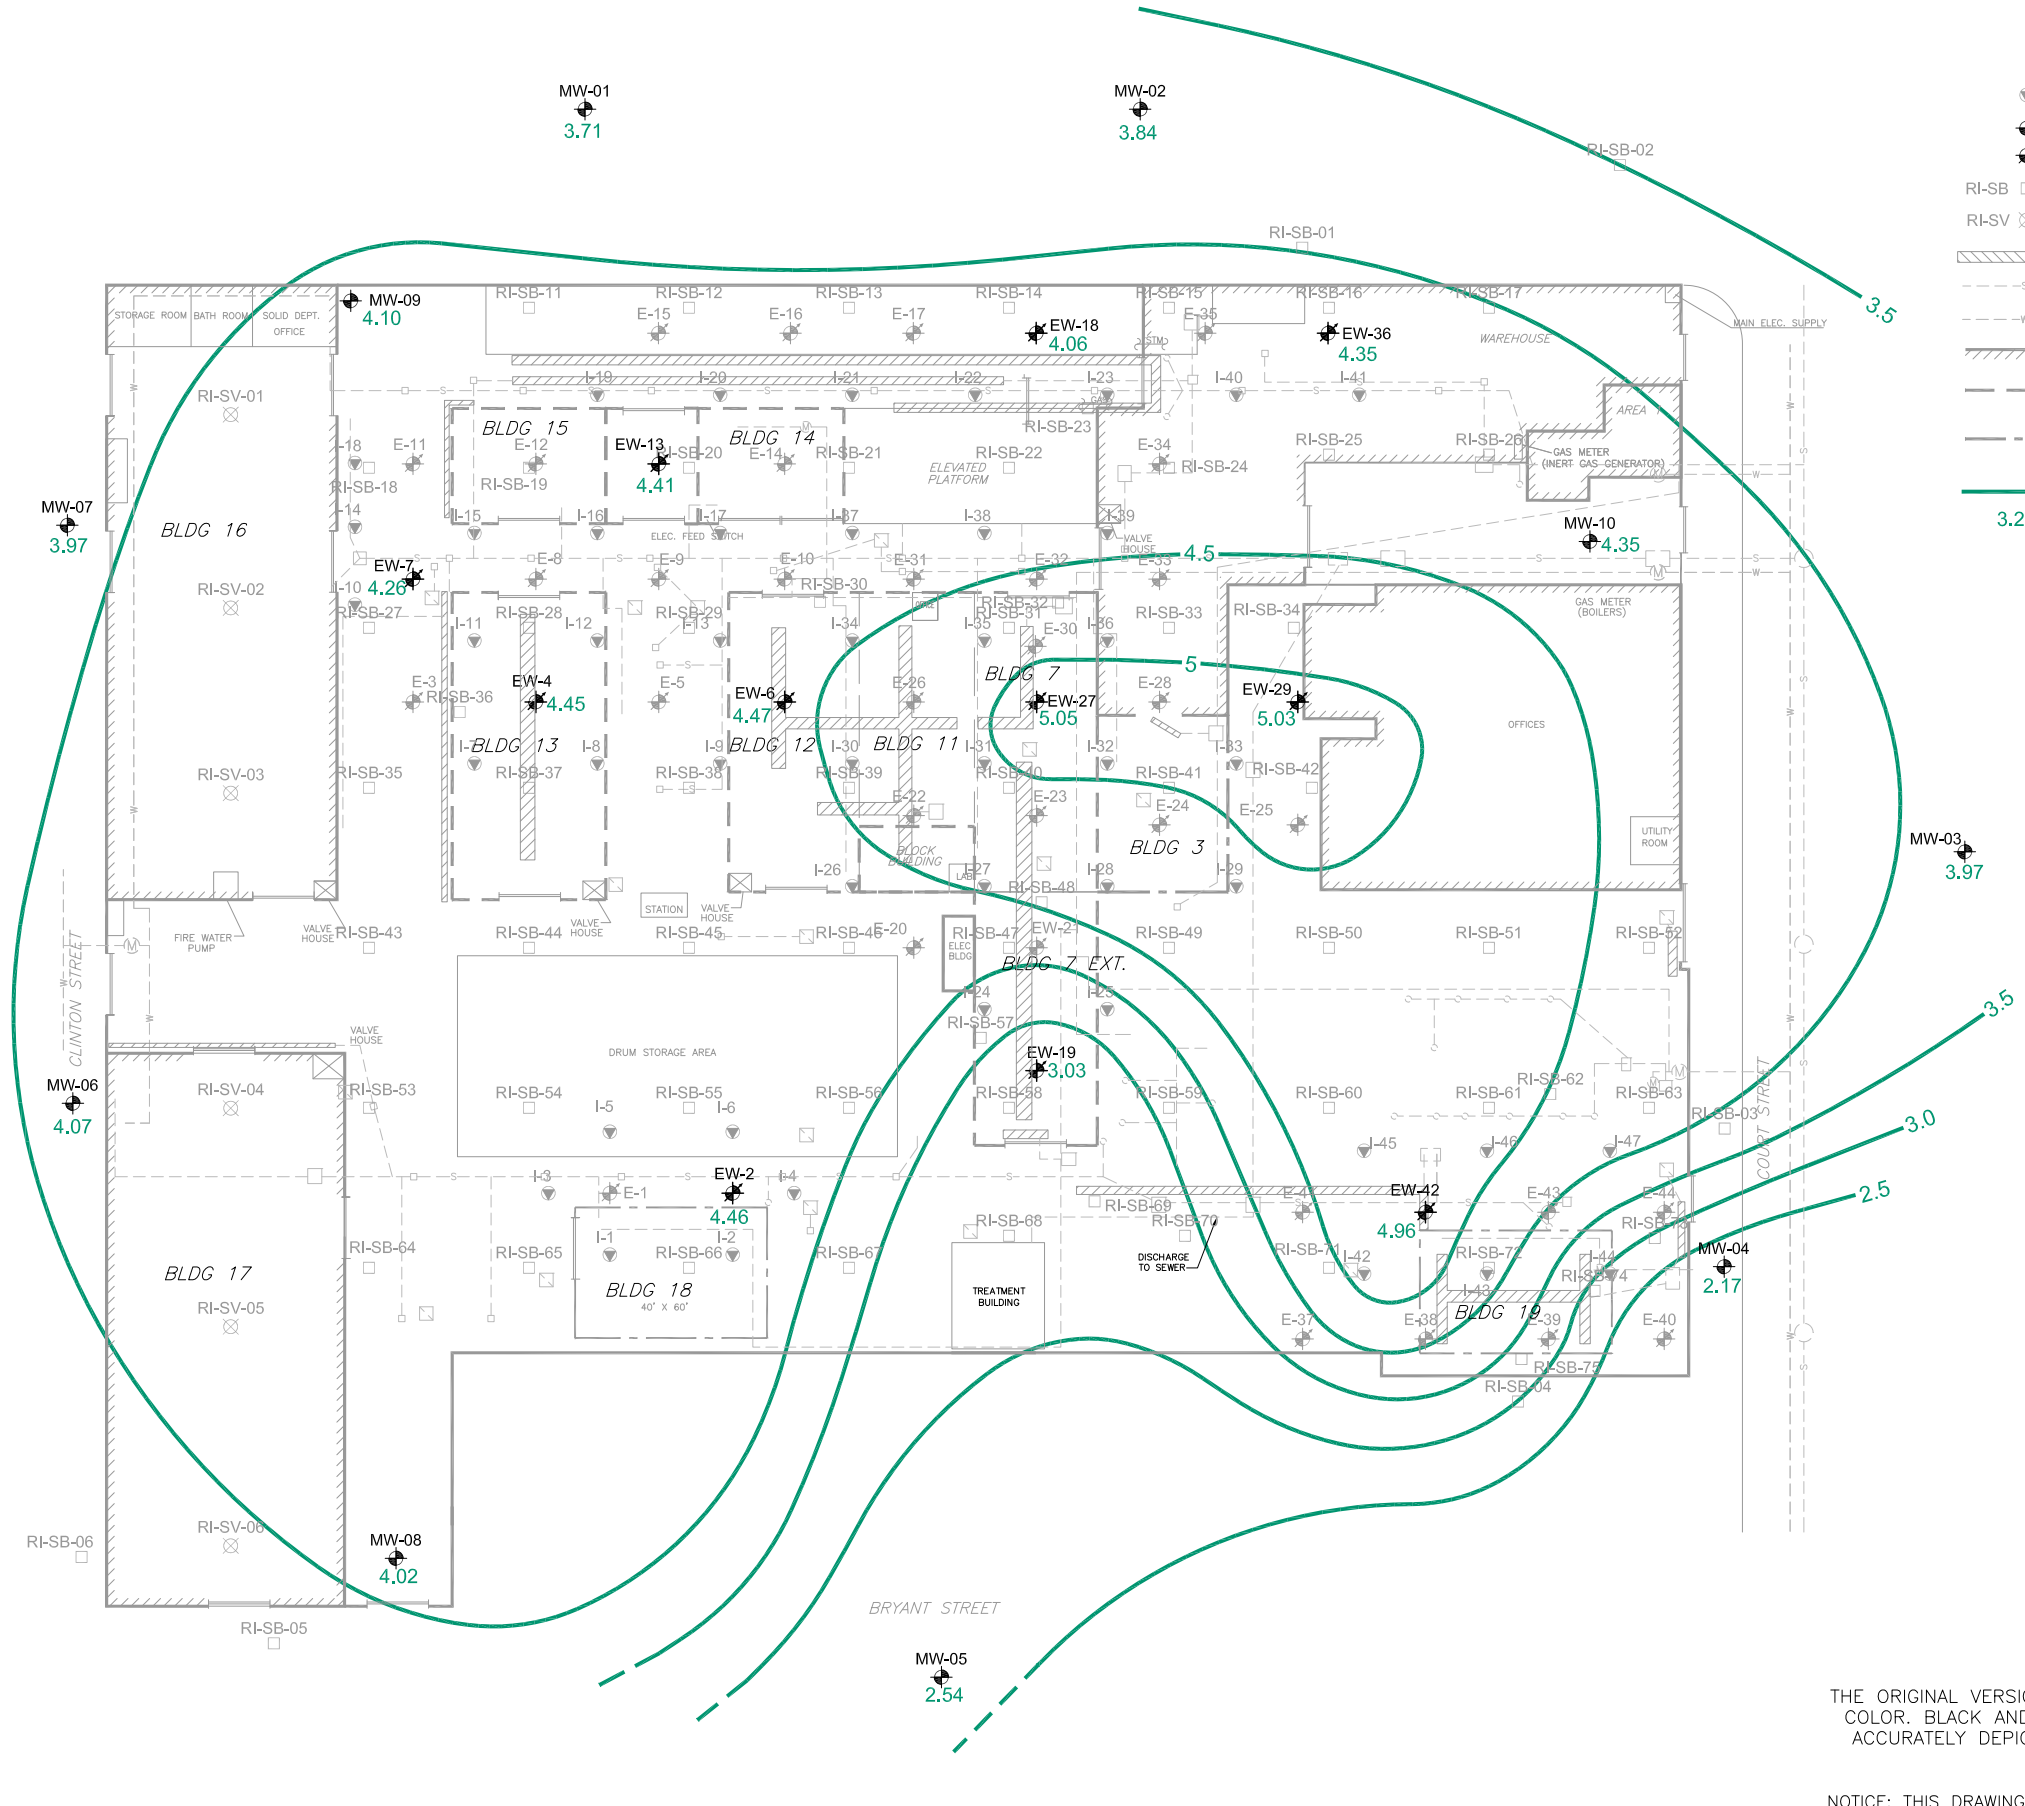 MW-01
3.71
MW-02
3.84
RI-SB-02
RI-SB
RI-SV
RI-SB-01
3.5
MW-09
4.10
STORAGE ROOM
BATH ROOM
SOLID DEPT.
OFFICE
RI-SB-11
RI-SB-12
RI-SB-13
RI-SB-14
RI-SB-15
RI-SB-16
RI-SB-17
E-15
E-16
E-17
EW-18
4.06
E-35
EW-36
4.35
WAREHOUSE
MAIN ELEC. SUPPLY
STM
RI-SV-01
I-19
I-20
I-21
I-22
I-23
GAS
I-40
I-41
AREA 1
BLDG 15
EW-13
4.41
BLDG 14
RI-SB-23
I-18
E-11
E-12
RI-SB-20
E-14
RI-SB-21
RI-SB-22
E-34
RI-SB-24
RI-SB-25
RI-SB-26
GAS METER
(INERT GAS GENERATOR)
ELEVATED
PLATFORM
RI-SB-18
RI-SB-19
MW-07
3.97
BLDG 16
I-14
I-15
I-16
I-17
I-37
I-38
I-39
ELEC. FEED SWITCH
VALVE
HOUSE
MW-10
4.35
3.2
4.5
EW-7
4.26
E-8
E-9
E-10
E-31
E-32
E-33
RI-SV-02
I-10
RI-SB-27
RI-SB-28
RI-SB-29
RI-SB-30
RI-SB-32
RI-SB-31
RI-SB-33
RI-SB-34
GAS METER
(BOILERS)
I-11
I-12
I-13
I-34
I-35
I-36
E-30
5
BLDG 7
E-3
RI-SB-36
EW-4
4.45
E-5
EW-6
4.47
E-26
EW-27
5.05
E-28
EW-29
5.03
OFFICES
I-7
BLDG 13
I-8
I-9
BLDG 12
I-30
BLDG 11
I-31
I-32
I-33
RI-SV-03
RI-SB-35
RI-SB-37
RI-SB-38
RI-SB-39
RI-SB-40
RI-SB-41
RI-SB-42
E-22
E-23
E-24
E-25
UTILITY
ROOM
BLOCK
BUILDING
BLDG 3
MW-03
3.97
I-26
I-27
LAB
I-28
I-29
RI-SB-48
STATION
VALVE
HOUSE
VALVE
HOUSE
VALVE
HOUSE
FIRE WATER
PUMP
RI-SB-43
RI-SB-44
RI-SB-45
RI-SB-46
E-20
ELEC
BLDG
RI-SB-47
EW-21
RI-SB-49
RI-SB-50
RI-SB-51
RI-SB-52
CLINTON STREET
BLDG 7 EXT.
I-24
I-25
3.5
RI-SB-57
VALVE
HOUSE
DRUM STORAGE AREA
EW-19
3.03
MW-06
4.07
RI-SV-04
RI-SB-53
RI-SB-54
RI-SB-55
RI-SB-56
RI-SB-58
RI-SB-59
RI-SB-60
RI-SB-61
RI-SB-62
RI-SB-63
RI-SB-03
COURT STREET
3.0
I-5
I-6
I-45
I-46
I-47
I-3
E-1
EW-2
4.46
I-4
RI-SB-69
EW-42
4.96
E-43
E-44
2.5
RI-SB-68
RI-SB-70
RI-SB-64
I-1
I-2
RI-SB-65
RI-SB-66
RI-SB-67
DISCHARGE
TO SEWER
RI-SB-71
I-42
RI-SB-72
I-43
I-44
RI-SB-74
MW-04
2.17
BLDG 17
BLDG 18
40' X 60'
TREATMENT
BUILDING
BLDG 19
RI-SV-05
E-37
E-38
E-39
E-40
RI-SB-75
RI-SB-04
RI-SV-06
RI-SB-06
MW-08
4.02
RI-SB-05
BRYANT STREET
MW-05
2.54
THE ORIGINAL VERSI
COLOR. BLACK AND
ACCURATELY DEPI
NOTICE: THIS DRAWING